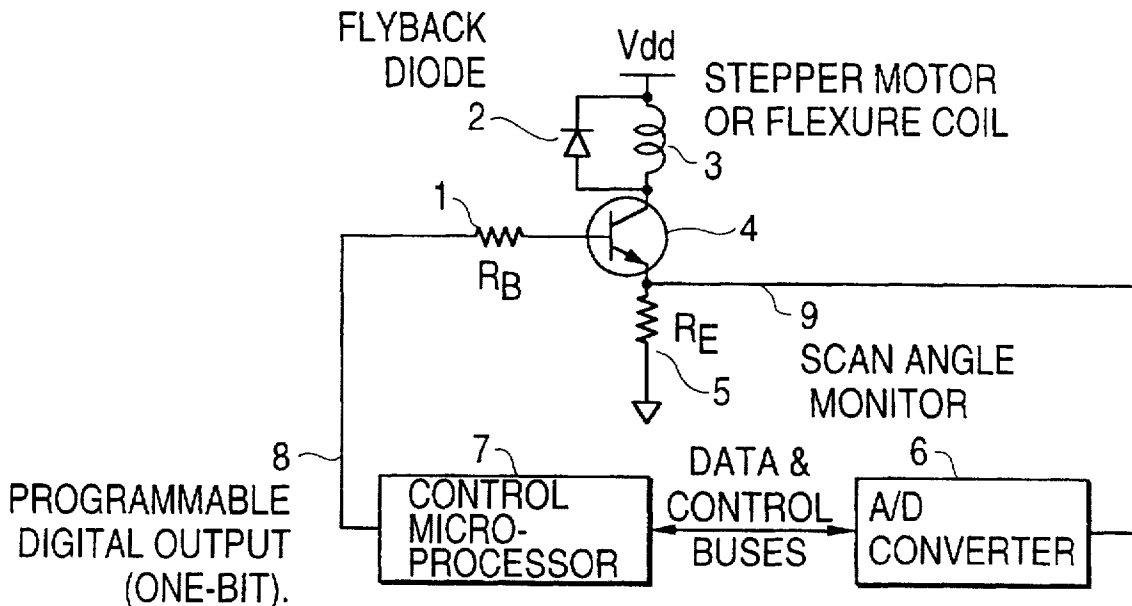 FLYBACK
DIODE
2
Vdd
STEPPER MOTOR
OR FLEXURE COIL
3
1
RB
4
RE
5
9
SCAN ANGLE
MONITOR
8
PROGRAMMABLE
DIGITAL OUTPUT
(ONE-BIT).
7
CONTROL
MICRO-
PROCESSOR
DATA &
CONTROL
BUSES
6
A/D
CONVERTER